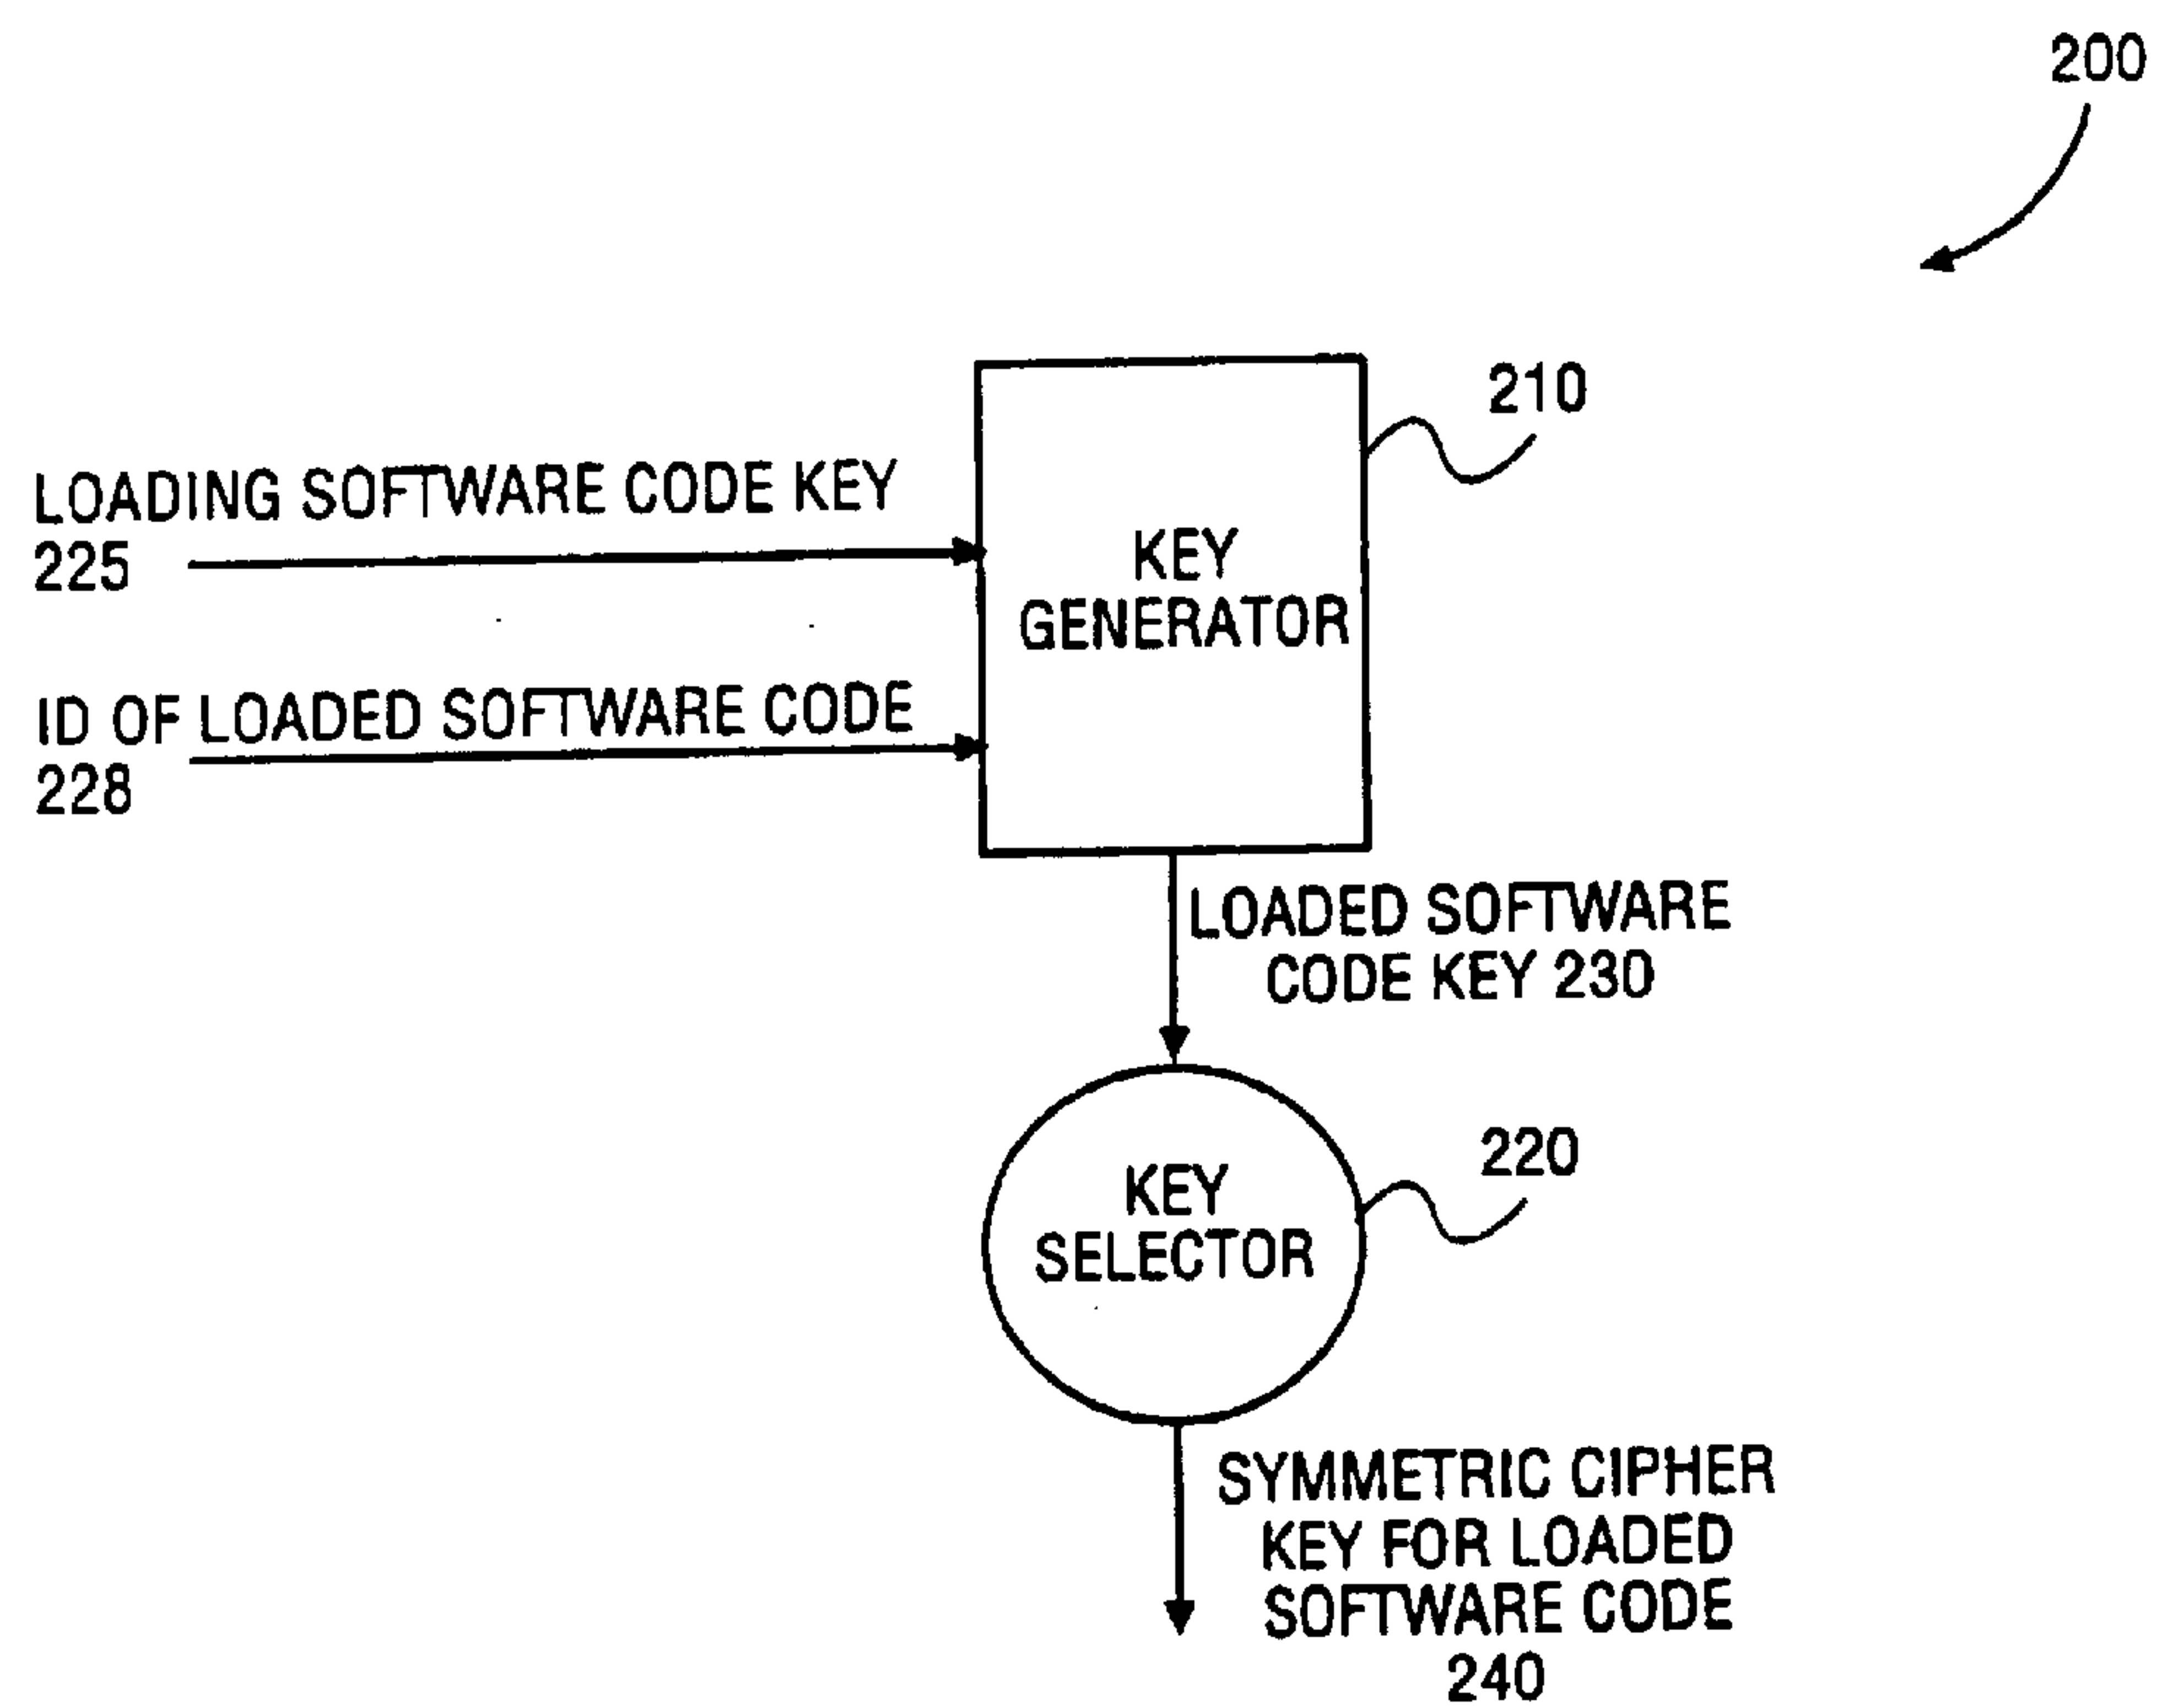 200
210
LOADING SOFTWARE CODE KEY
225
KEY
GENERATOR
ID OF LOADED SOFTWARE CODE
228
LOADED SOFTWARE
CODE KEY 230
220
KEY
SELECTOR
SYMMETRIC CIPHER
KEY FOR LOADED
SOFTWARE CODE
240